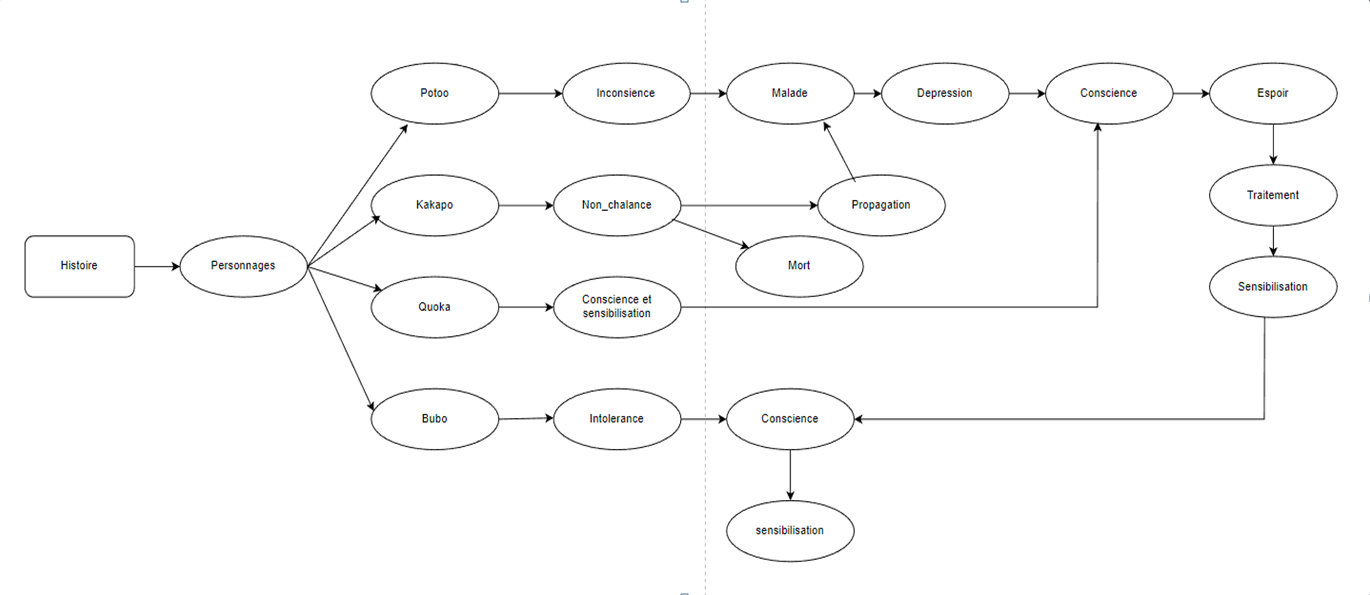 Potoo
Inconsience
Malade
Depression
Conscience
Espoir
Kakapo
Non_chalance
Propagation
Traitement
Histoire
Personnages
Mort
Quoka
Conscience et
sensibilisation
Sensibilisation
Bubo
Intolerance
Conscience
sensibilisation